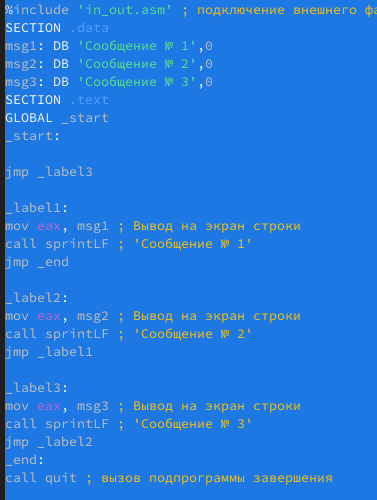 %include 'in_out.asm' ; подключение внешнего
SECTION .data
msg1: DB 'Сообщение № 1',0
msg2: DB 'Сообщение № 2',0
msg3: DB 'Сообщение № 3',0
SECTION .text
GLOBAL _start
_start:
jmp _label3
_label1:
mov eax, msg1 ; Вывод на экран строки
call sprintLF ; 'Сообщение № 1'
jmp _end
_label2:
mov eax, msg2 ; Вывод на экран строки
call sprintLF ; 'Сообщение № 2'
jmp _label1
_label3:
mov eax, msg3 ; Вывод на экран строки
call sprintLF ; 'Сообщение № 3'
jmp _label2
_end:
call quit ; вызов подпрограммы завершения